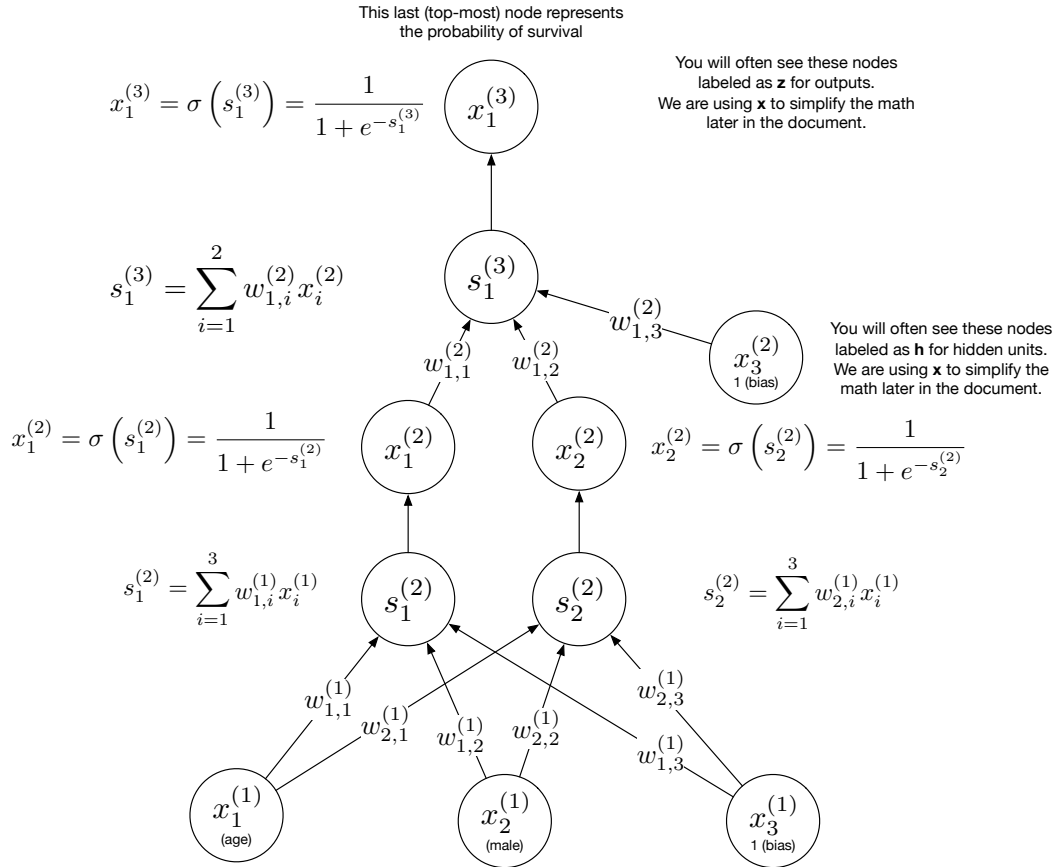 This last (top-most) node represents
the probability of survival
x_1^{(3)} = σ(s_1^{(3)}) = \frac{1}{1 + e^{-s_1^{(3)}}}
x_1^{(3)}
You will often see these nodes
labeled as z for outputs.
We are using x to simplify the math
later in the document.
s_1^{(3)} = \sum_{i=1}^{2} w_{1,i}^{(2)} x_i^{(2)}
s_1^{(3)}
w_{1,3}^{(2)}
x_3^{(2)}
1 (bias)
You will often see these nodes
labeled as h for hidden units.
We are using x to simplify the
math later in the document.
w_{1,1}^{(2)}
w_{1,2}^{(2)}
x_1^{(2)} = σ(s_1^{(2)}) = \frac{1}{1 + e^{-s_1^{(2)}}}
x_1^{(2)}
x_2^{(2)}
x_2^{(2)} = σ(s_2^{(2)}) = \frac{1}{1 + e^{-s_2^{(2)}}}
s_1^{(2)} = \sum_{i=1}^{3} w_{1,i}^{(1)} x_i^{(1)}
s_1^{(2)}
s_2^{(2)}
s_2^{(2)} = \sum_{i=1}^{3} w_{2,i}^{(1)} x_i^{(1)}
w_{1,1}^{(1)}
w_{2,1}^{(1)}
w_{1,2}^{(1)}
w_{2,2}^{(1)}
w_{2,3}^{(1)}
w_{1,3}^{(1)}
x_1^{(1)}
(age)
x_2^{(1)}
(male)
x_3^{(1)}
1 (bias)